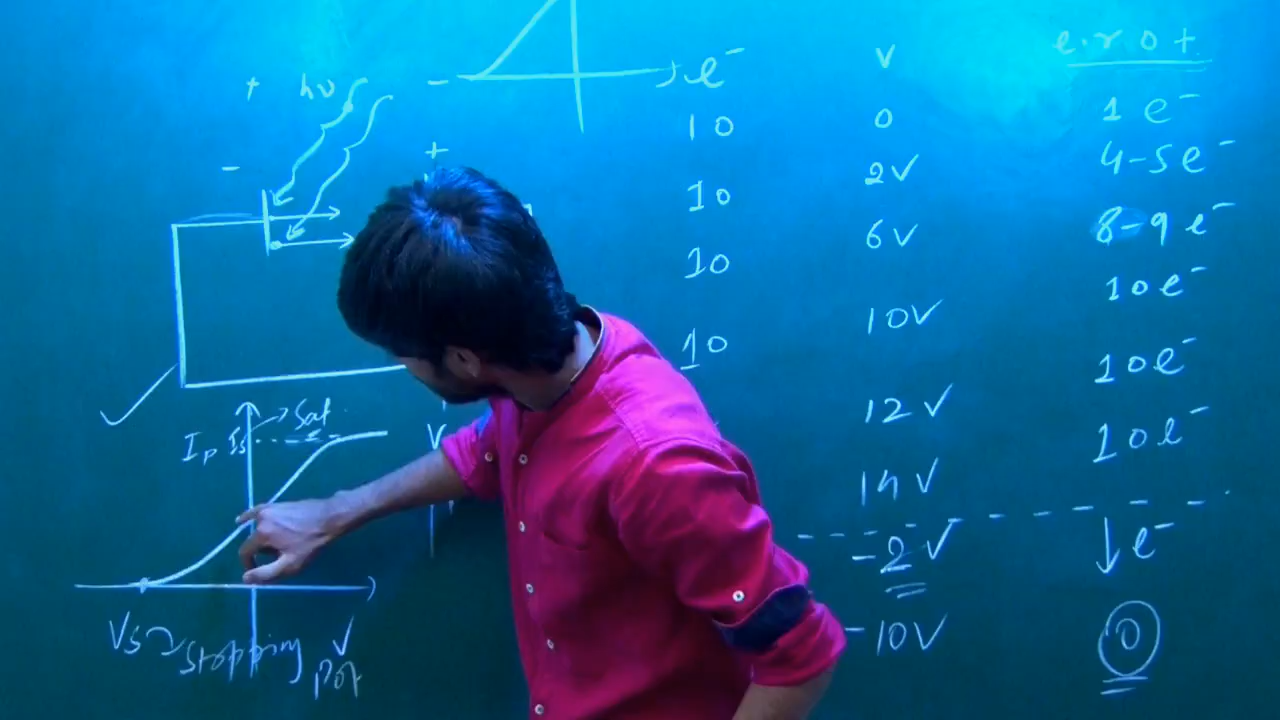 + hν
-
-
+
e⁻ V e.r o t
10 0 1 e⁻
10 2V 4-5e⁻
10 6V 8-9 e⁻
10 10V 10e⁻
12V 10e⁻
14V 10e⁻
-2V ↓e⁻
-10V 0
Ip Is → Sat.
V
Vs Stopping pot
V